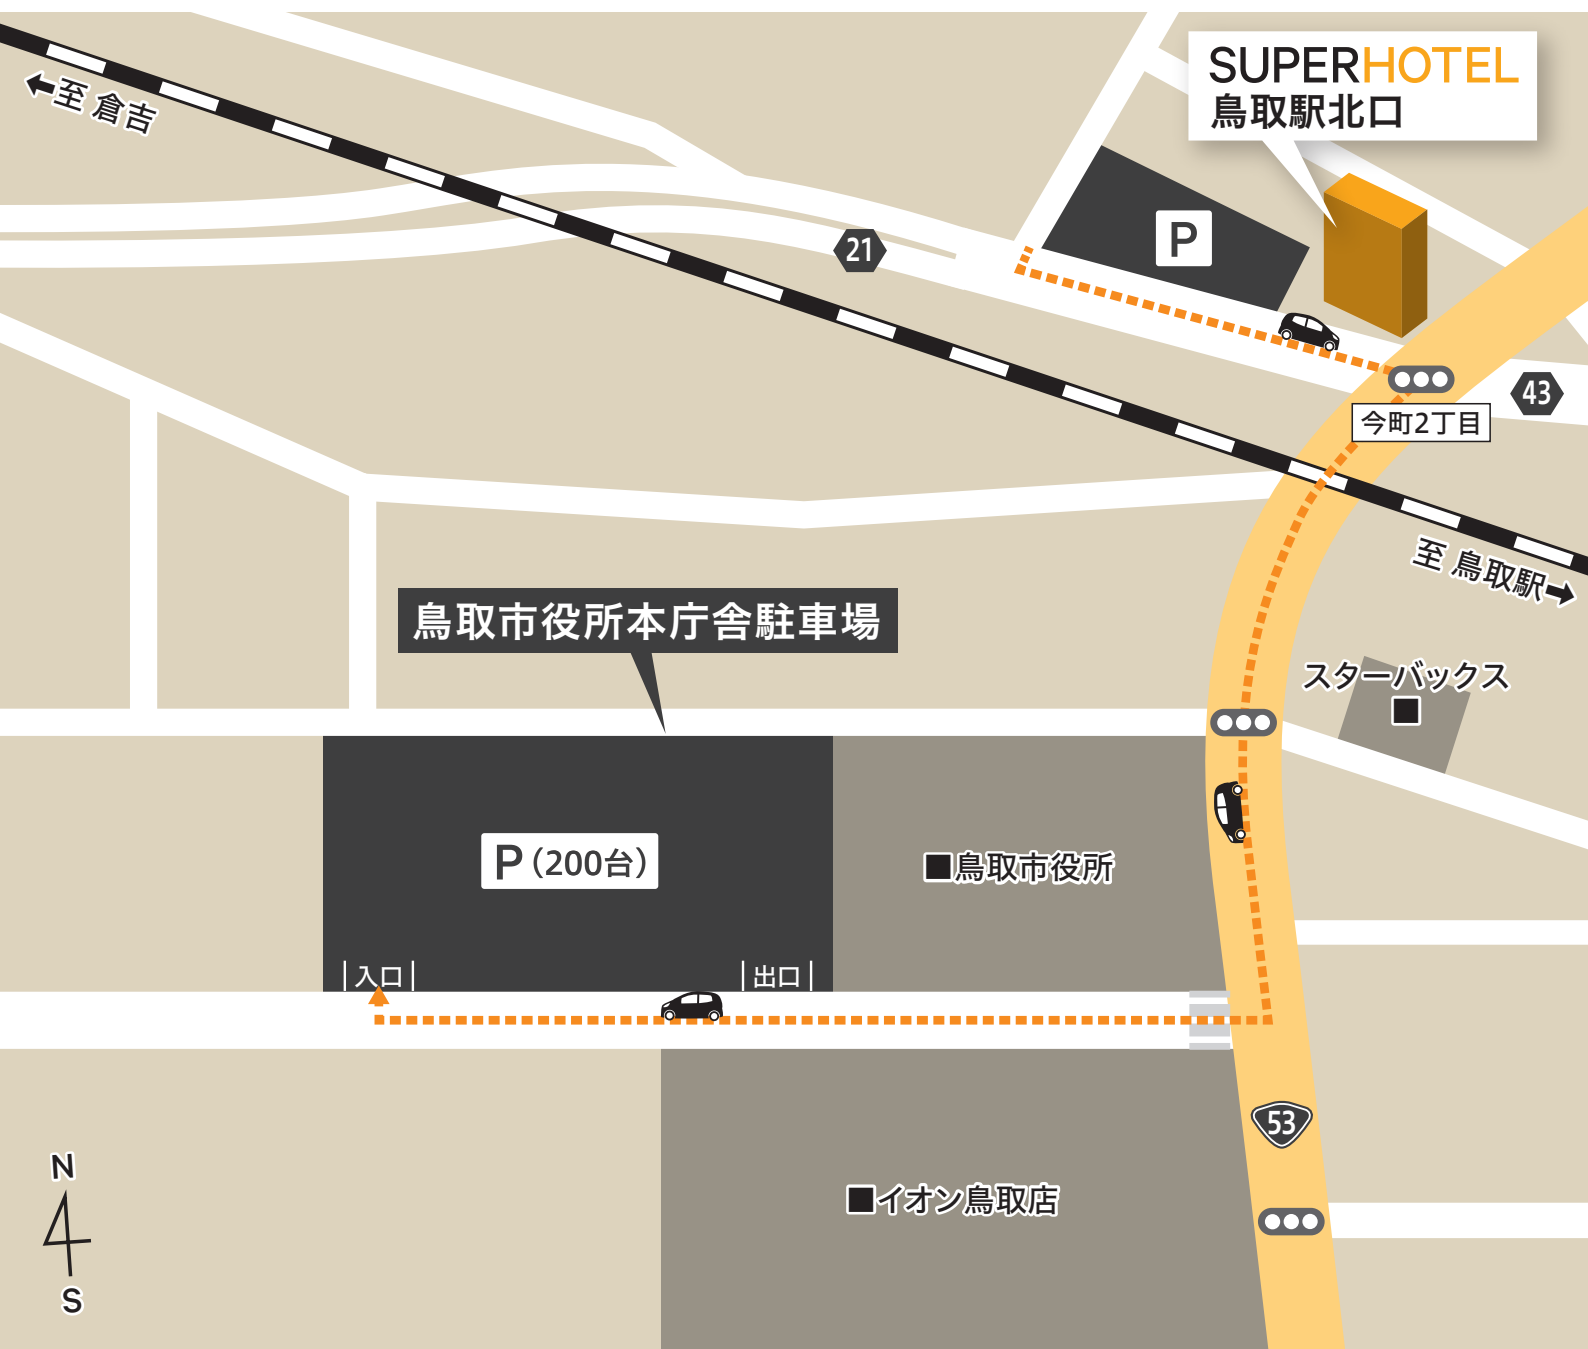 SUPERHOTEL
鳥取駅北口
←至 倉吉
P
21
43
今町2丁目
至 鳥取駅→
鳥取市役所本庁舎駐車場
スターバックス
P(200台)
鳥取市役所
入口
出口
53
イオン鳥取店
N
S